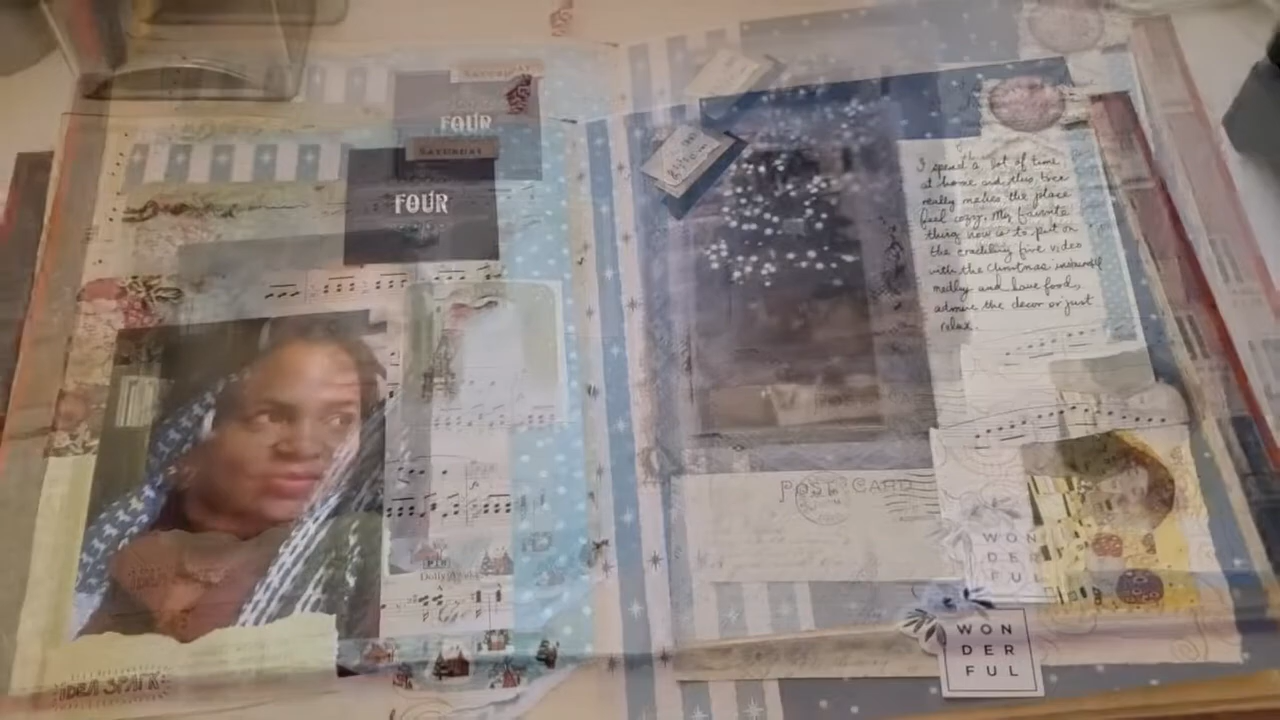 SATURDAY
FOUR
SATURDAY
FOUR
I spend a lot of time
at home and this tree
really makes the place
feel cozy. My favorite
thing now is to put on
the crackling fire video
with the Christmas instrumental
medley and have food,
admire the decor or just
relax.
POST CARD
WON
DER
FUL
WON
DER
FUL
IDEA SPARK